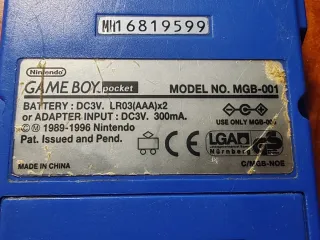 MH16819599
Nintendo
GAME BOY pocket
MODEL NO. MGB-001
BATTERY : DC3V. LR03(AAA)x2
or ADAPTER INPUT : DC3V. 300mA.
USE ONLY MGB-
© Ⓜ 1989-1996 Nintendo
Pat. Issued and Pend.
LGA
Nürnberg
GS
MADE IN CHINA
C/MGB-NOE